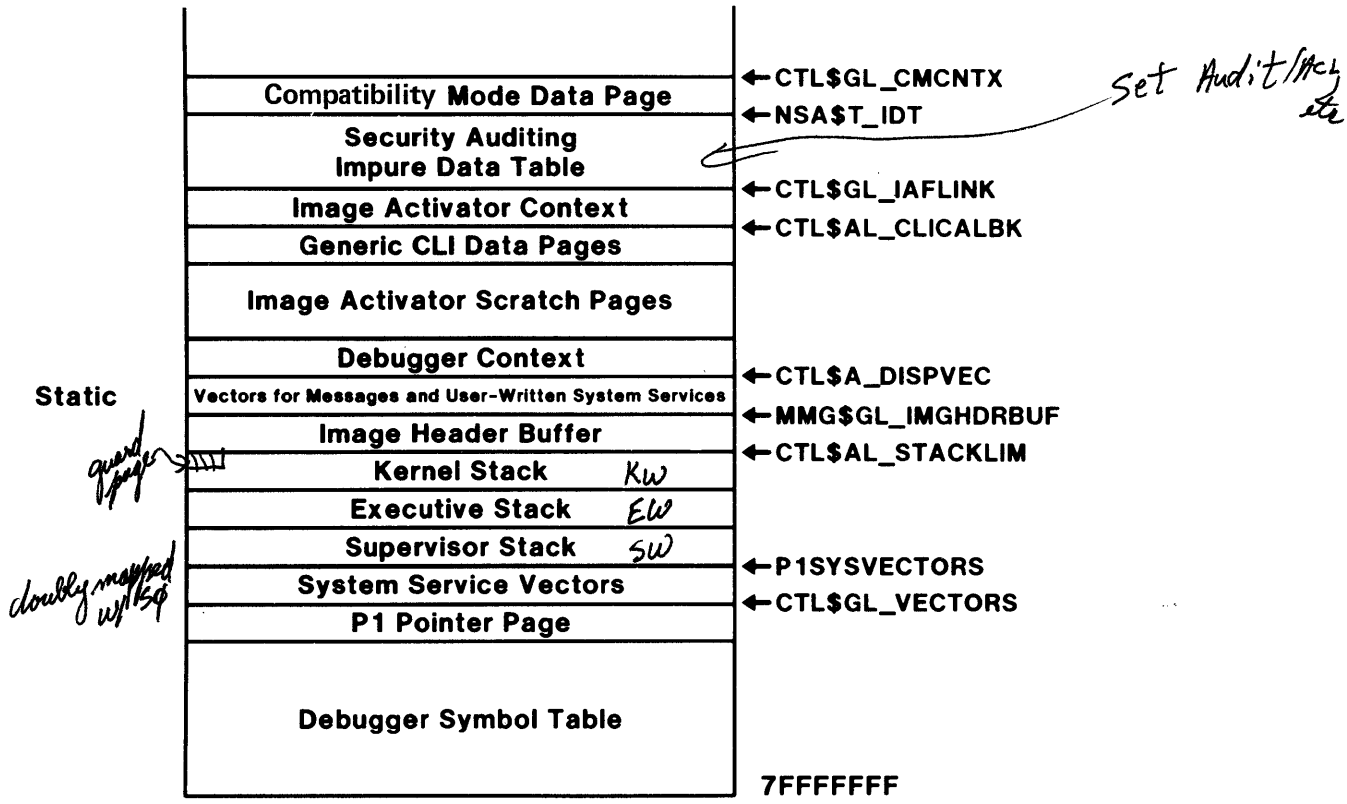 ←CTL$GL_CMCNTX
Set Audit/ACL
etc
Compatibility Mode Data Page
←NSA$T_IDT
Security Auditing
Impure Data Table
←CTL$GL_IAFLINK
Image Activator Context
←CTL$AL_CLICALBK
Generic CLI Data Pages
Image Activator Scratch Pages
Debugger Context
←CTL$A_DISPVEC
Static
Vectors for Messages and User-Written System Services
←MMG$GL_IMGHDRBUF
Image Header Buffer
←CTL$AL_STACKLIM
guard
page
Kernel Stack KW
Executive Stack EW
Supervisor Stack SW
←P1SYSVECTORS
doubly mapped
w/ S0
System Service Vectors
←CTL$GL_VECTORS
P1 Pointer Page
Debugger Symbol Table
7FFFFFFF